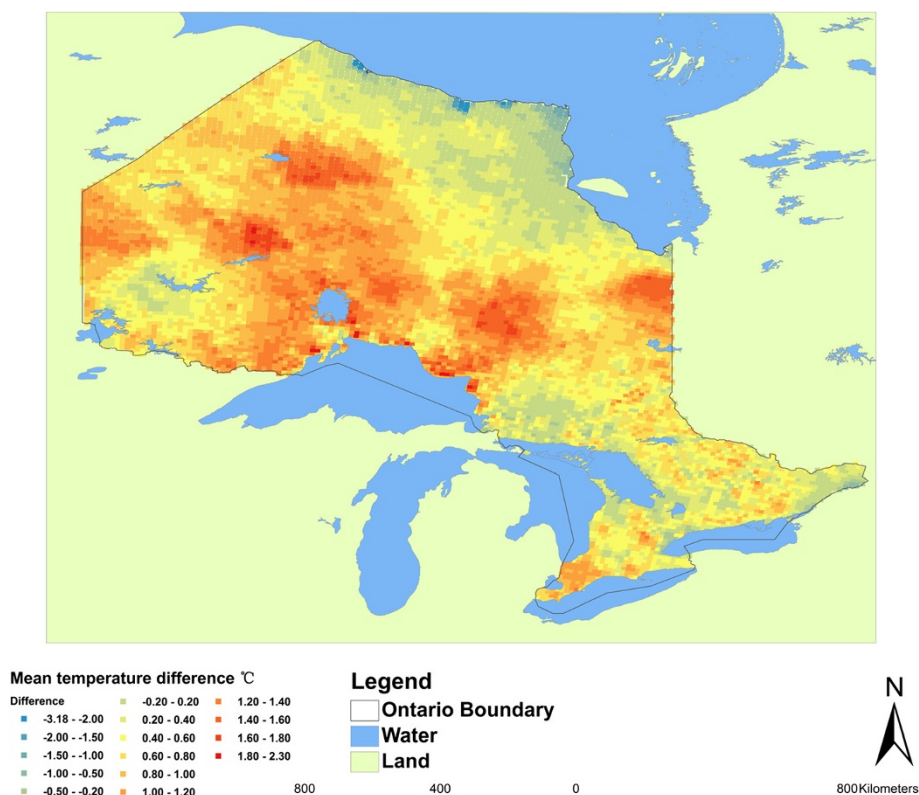 Mean temperature difference ℃
Difference
-3.18 - -2.00
-2.00 - -1.50
-1.50 - -1.00
-1.00 - -0.50
-0.50 - -0.20
-0.20 - 0.20
0.20 - 0.40
0.40 - 0.60
0.60 - 0.80
0.80 - 1.00
1.00 - 1.20
1.20 - 1.40
1.40 - 1.60
1.60 - 1.80
1.80 - 2.30
Legend
Ontario Boundary
Water
Land
N
800 400 0 800Kilometers